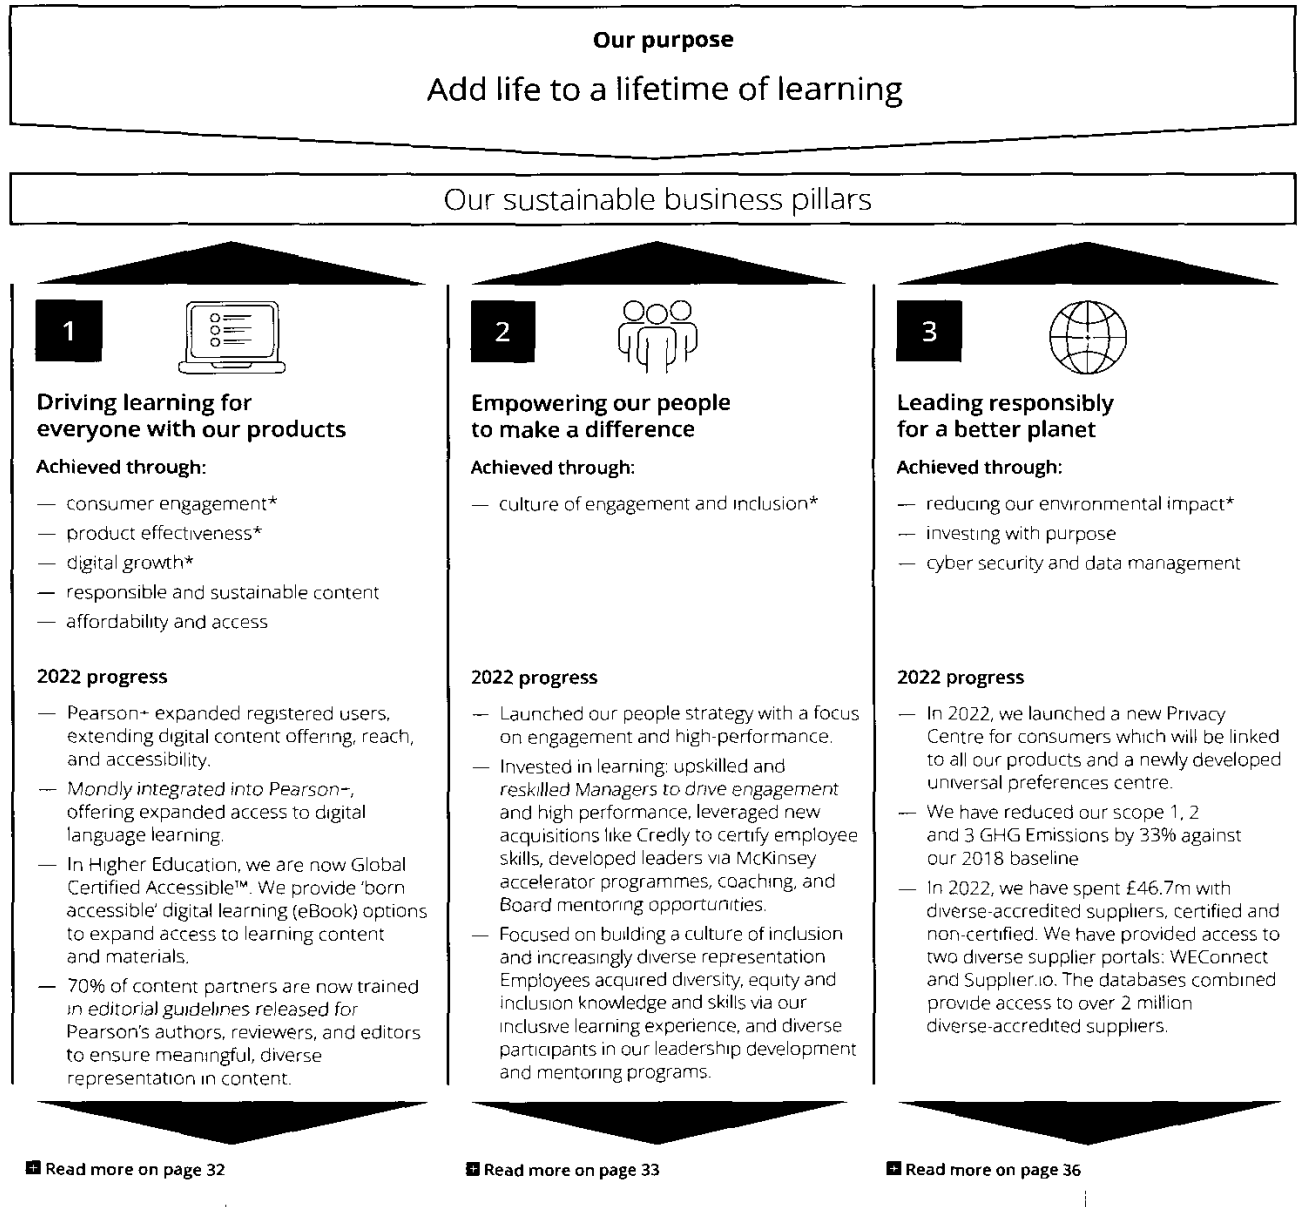 Our purpose
Add life to a lifetime of learning
Our sustainable business pillars
1
Driving learning for
everyone with our products
Achieved through:
— consumer engagement*
— product effectiveness*
— digital growth*
— responsible and sustainable content
— affordability and access
2022 progress
— Pearson+ expanded registered users,
extending digital content offering, reach,
and accessibility.
— Mondly integrated into Pearson+,
offering expanded access to digital
language learning.
— In Higher Education, we are now Global
Certified Accessible™. We provide ‘born
accessible’ digital learning (eBook) options
to expand access to learning content
and materials.
— 70% of content partners are now trained
in editorial guidelines released for
Pearson’s authors, reviewers, and editors
to ensure meaningful, diverse
representation in content.
Read more on page 32
2
Empowering our people
to make a difference
Achieved through:
— culture of engagement and inclusion*
2022 progress
— Launched our people strategy with a focus
on engagement and high-performance.
— Invested in learning: upskilled and
reskilled Managers to drive engagement
and high performance, leveraged new
acquisitions like Credly to certify employee
skills, developed leaders via McKinsey
accelerator programmes, coaching, and
Board mentoring opportunities.
— Focused on building a culture of inclusion
and increasingly diverse representation
Employees acquired diversity, equity and
inclusion knowledge and skills via our
inclusive learning experience, and diverse
participants in our leadership development
and mentoring programs.
Read more on page 33
3
Leading responsibly
for a better planet
Achieved through:
— reducing our environmental impact*
— investing with purpose
— cyber security and data management
2022 progress
— In 2022, we launched a new Privacy
Centre for consumers which will be linked
to all our products and a newly developed
universal preferences centre.
— We have reduced our scope 1, 2
and 3 GHG Emissions by 33% against
our 2018 baseline
— In 2022, we have spent £46.7m with
diverse-accredited suppliers, certified and
non-certified. We have provided access to
two diverse supplier portals: WEConnect
and Supplier.io. The databases combined
provide access to over 2 million
diverse-accredited suppliers.
Read more on page 36